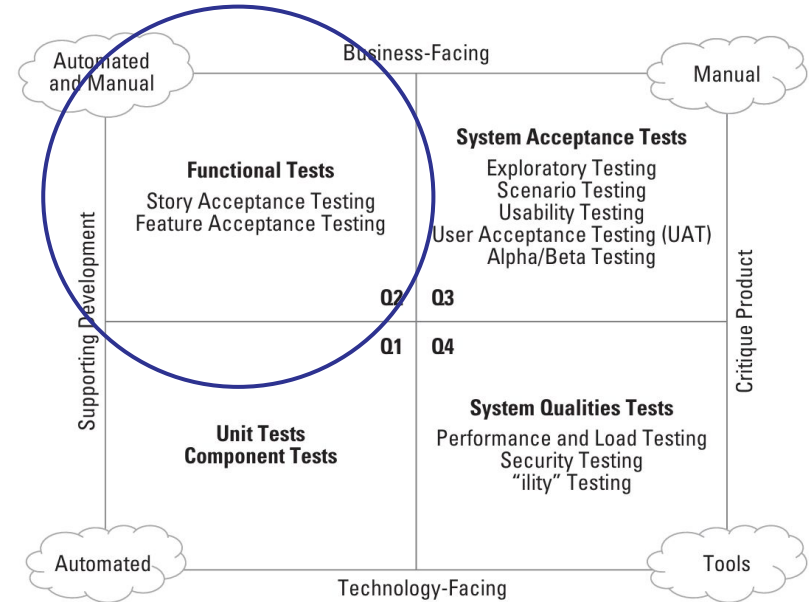 Business-Facing
Automated
and Manual
Manual
Functional Tests
Story Acceptance Testing
Feature Acceptance Testing
System Acceptance Tests
Exploratory Testing
Scenario Testing
Usability Testing
User Acceptance Testing (UAT)
Alpha/Beta Testing
Supporting Development
Critique Product
Q2
Q3
Q1
Q4
Unit Tests
Component Tests
System Qualities Tests
Performance and Load Testing
Security Testing
“ility” Testing
Automated
Tools
Technology-Facing